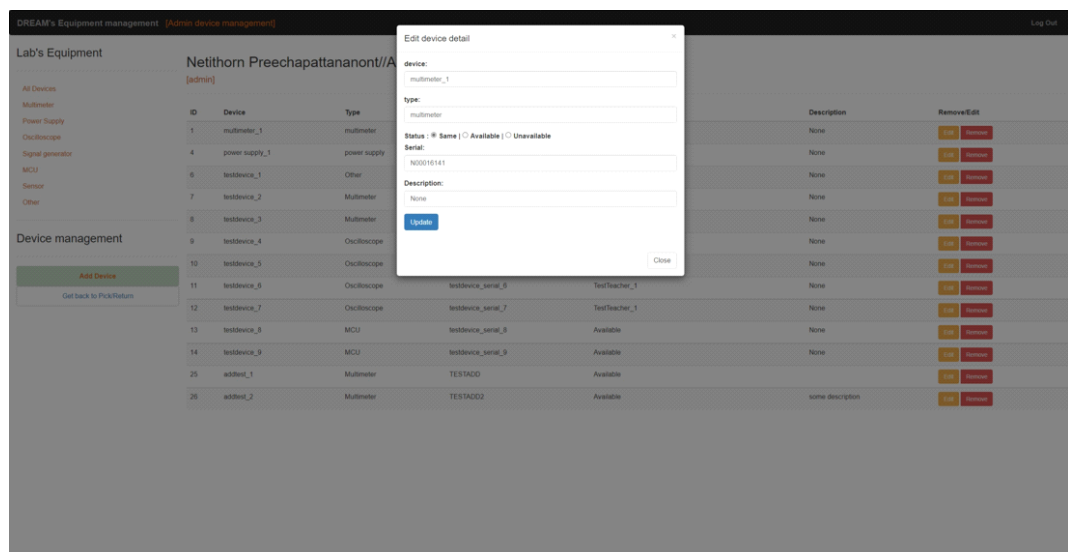 DREAM's Equipment management [Admin device management] Log Out
Lab's Equipment
All Devices
Multimeter
Power Supply
Oscilloscope
Signal generator
MCU
Sensor
Other
Device management
Add Device
Get back to Pick/Return
Netithorn Preechapattananont//A
[admin]
ID Device Type Description Remove/Edit
1 multimeter_1 multimeter None Edit Remove
4 power supply_1 power supply None Edit Remove
6 testdevice_1 Other None Edit Remove
7 testdevice_2 Multimeter None Edit Remove
8 testdevice_3 Multimeter None Edit Remove
9 testdevice_4 Oscilloscope None Edit Remove
10 testdevice_5 Oscilloscope None Edit Remove
11 testdevice_6 Oscilloscope testdevice_serial_6 TestTeacher_1 None Edit Remove
12 testdevice_7 Oscilloscope testdevice_serial_7 TestTeacher_1 None Edit Remove
13 testdevice_8 MCU testdevice_serial_8 Available None Edit Remove
14 testdevice_9 MCU testdevice_serial_9 Available None Edit Remove
25 addtest_1 Multimeter TESTADD Available Edit Remove
26 addtest_2 Multimeter TESTADD2 Available some description Edit Remove
Edit device detail ×
device:
multimeter_1
type:
multimeter
Status : Same | Available | Unavailable
Serial:
N00016141
Description:
None
Update
Close